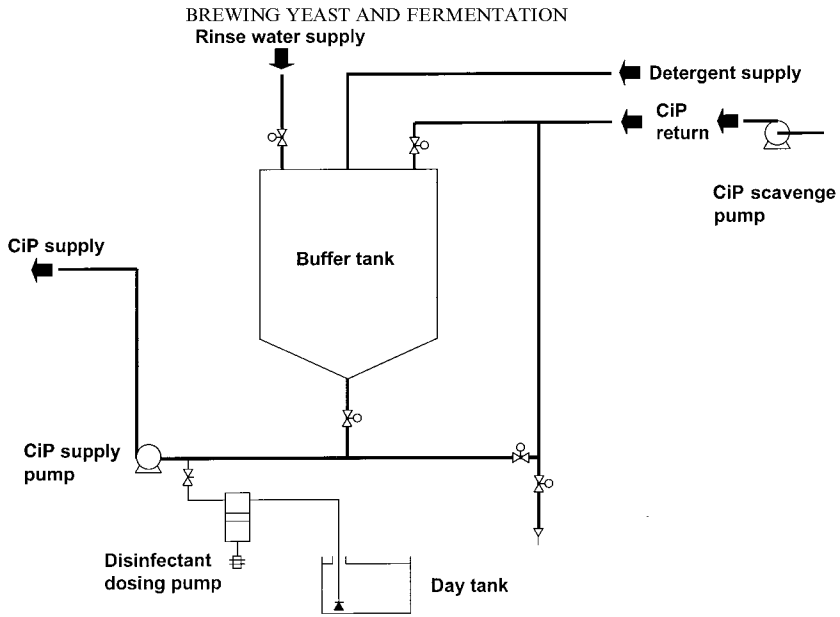 BREWING YEAST AND FERMENTATION
Rinse water supply
Detergent supply
CiP
return
CiP scavenge
pump
CiP supply
Buffer tank
CiP supply
pump
Disinfectant
dosing pump
Day tank